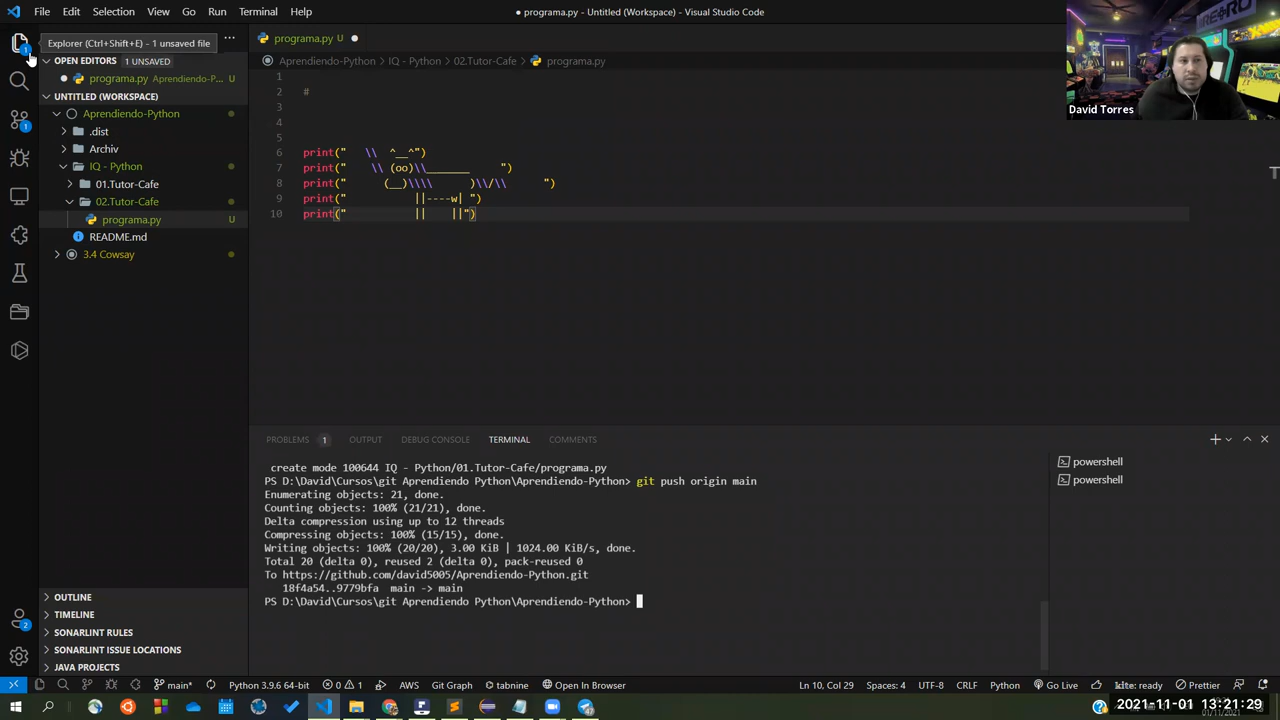 File Edit Selection View Go Run Terminal Help
● programa.py - Untitled (Workspace) - Visual Studio Code
Explorer (Ctrl+Shift+E) - 1 unsaved file
1
OPEN EDITORS 1 UNSAVED
programa.py Aprendiendo-P... U
UNTITLED (WORKSPACE)
Aprendiendo-Python
.dist
Archiv
IQ - Python
01.Tutor-Cafe
02.Tutor-Cafe
programa.py U
README.md
3.4 Cowsay
1
OUTLINE
TIMELINE
SONARLINT RULES
SONARLINT ISSUE LOCATIONS
JAVA PROJECTS
2
programa.py U ●
Aprendiendo-Python > IQ - Python > 02.Tutor-Cafe > programa.py
1
2 #
3
4
5
6 print("   \\  ^__^")
7 print("    \\ (oo)\\_______     ")
8 print("      (__)\\\\      )\\/\\      ")
9 print("           ||----w| ")
10 print("           ||    ||")
PROBLEMS 1 OUTPUT DEBUG CONSOLE TERMINAL COMMENTS
create mode 100644 IQ - Python/01.Tutor-Cafe/programa.py
PS D:\David\Cursos\git Aprendiendo Python\Aprendiendo-Python> git push origin main
Enumerating objects: 21, done.
Counting objects: 100% (21/21), done.
Delta compression using up to 12 threads
Compressing objects: 100% (15/15), done.
Writing objects: 100% (20/20), 3.00 KiB | 1024.00 KiB/s, done.
Total 20 (delta 0), reused 2 (delta 0), pack-reused 0
To https://github.com/david5005/Aprendiendo-Python.git
18f4a54..9779bfa main -> main
PS D:\David\Cursos\git Aprendiendo Python\Aprendiendo-Python>
powershell
powershell
RETRO
David Torres
main* Python 3.9.6 64-bit 0 1 AWS Git Graph tabnine Open In Browser
Ln 10, Col 29 Spaces: 4 UTF-8 CRLF Python Go Live kite: ready Prettier
2021-11-01 13:21:29